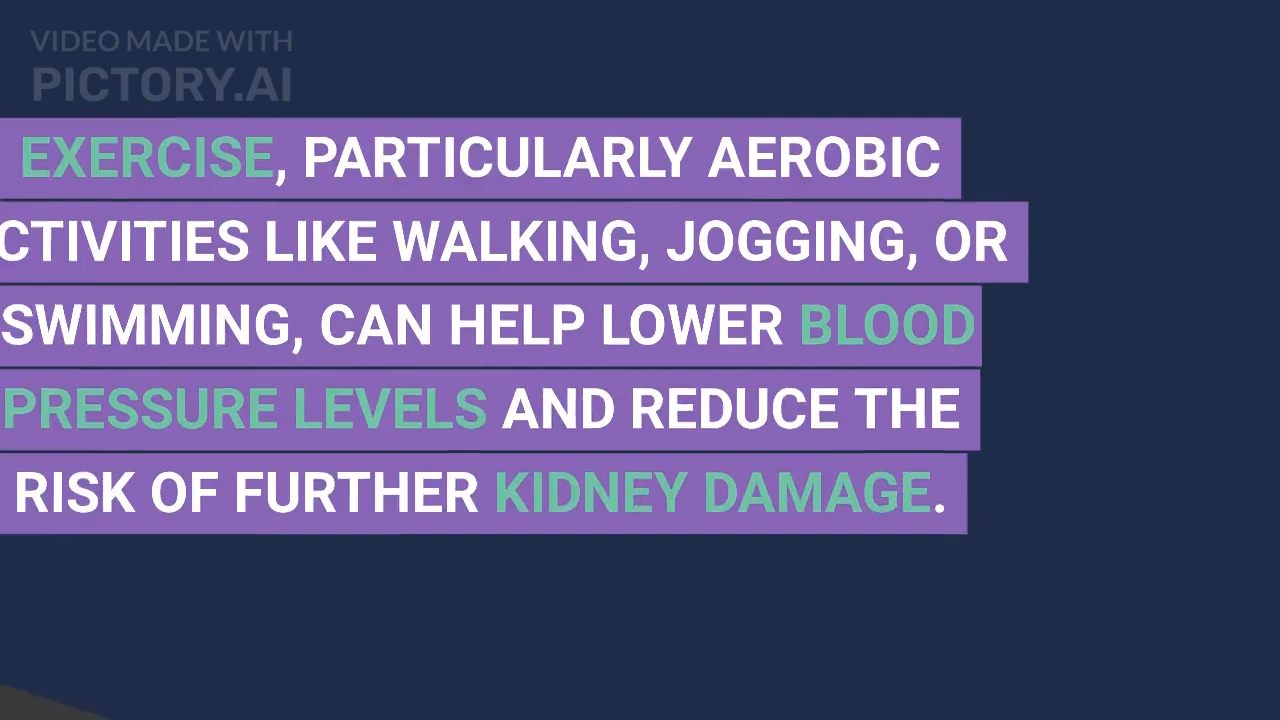 VIDEO MADE WITH
PICTORY.AI
EXERCISE, PARTICULARLY AEROBIC
CTIVITIES LIKE WALKING, JOGGING, OR
SWIMMING, CAN HELP LOWER BLOOD
PRESSURE LEVELS AND REDUCE THE
RISK OF FURTHER KIDNEY DAMAGE.